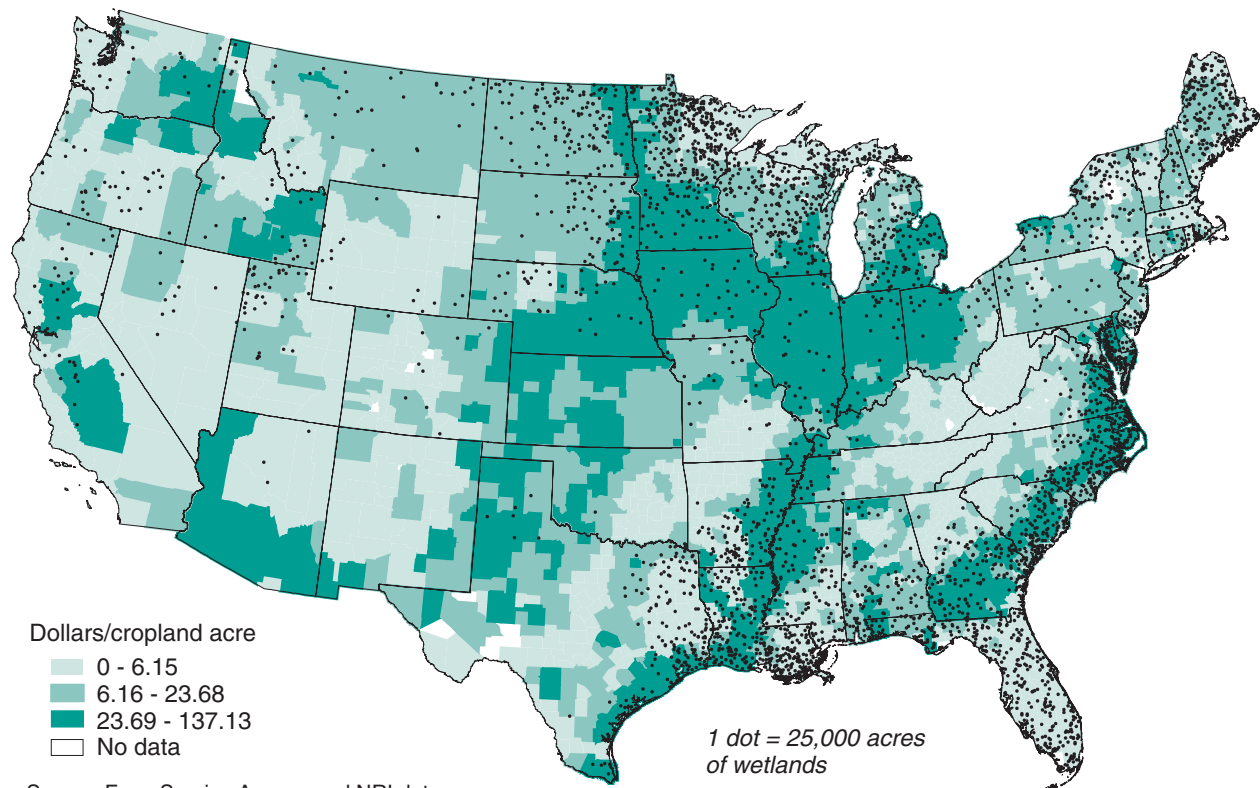 Dollars/cropland acre
0 - 6.15
6.16 - 23.68
23.69 - 137.13
No data
1 dot = 25,000 acres
of wetlands